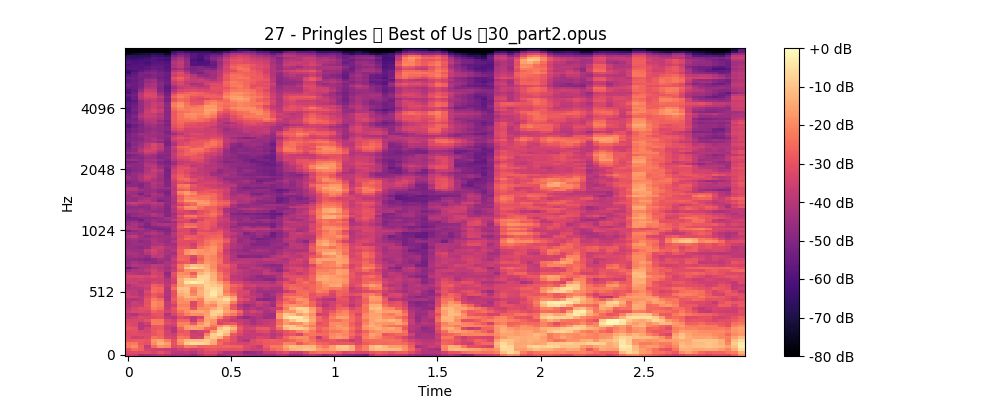 27 - Pringles － Best of Us ：30_part2.opus
+0 dB
-10 dB
-20 dB
-30 dB
-40 dB
-50 dB
-60 dB
-70 dB
-80 dB
4096
2048
1024
512
0
Hz
0
0.5
1
1.5
2
2.5
Time